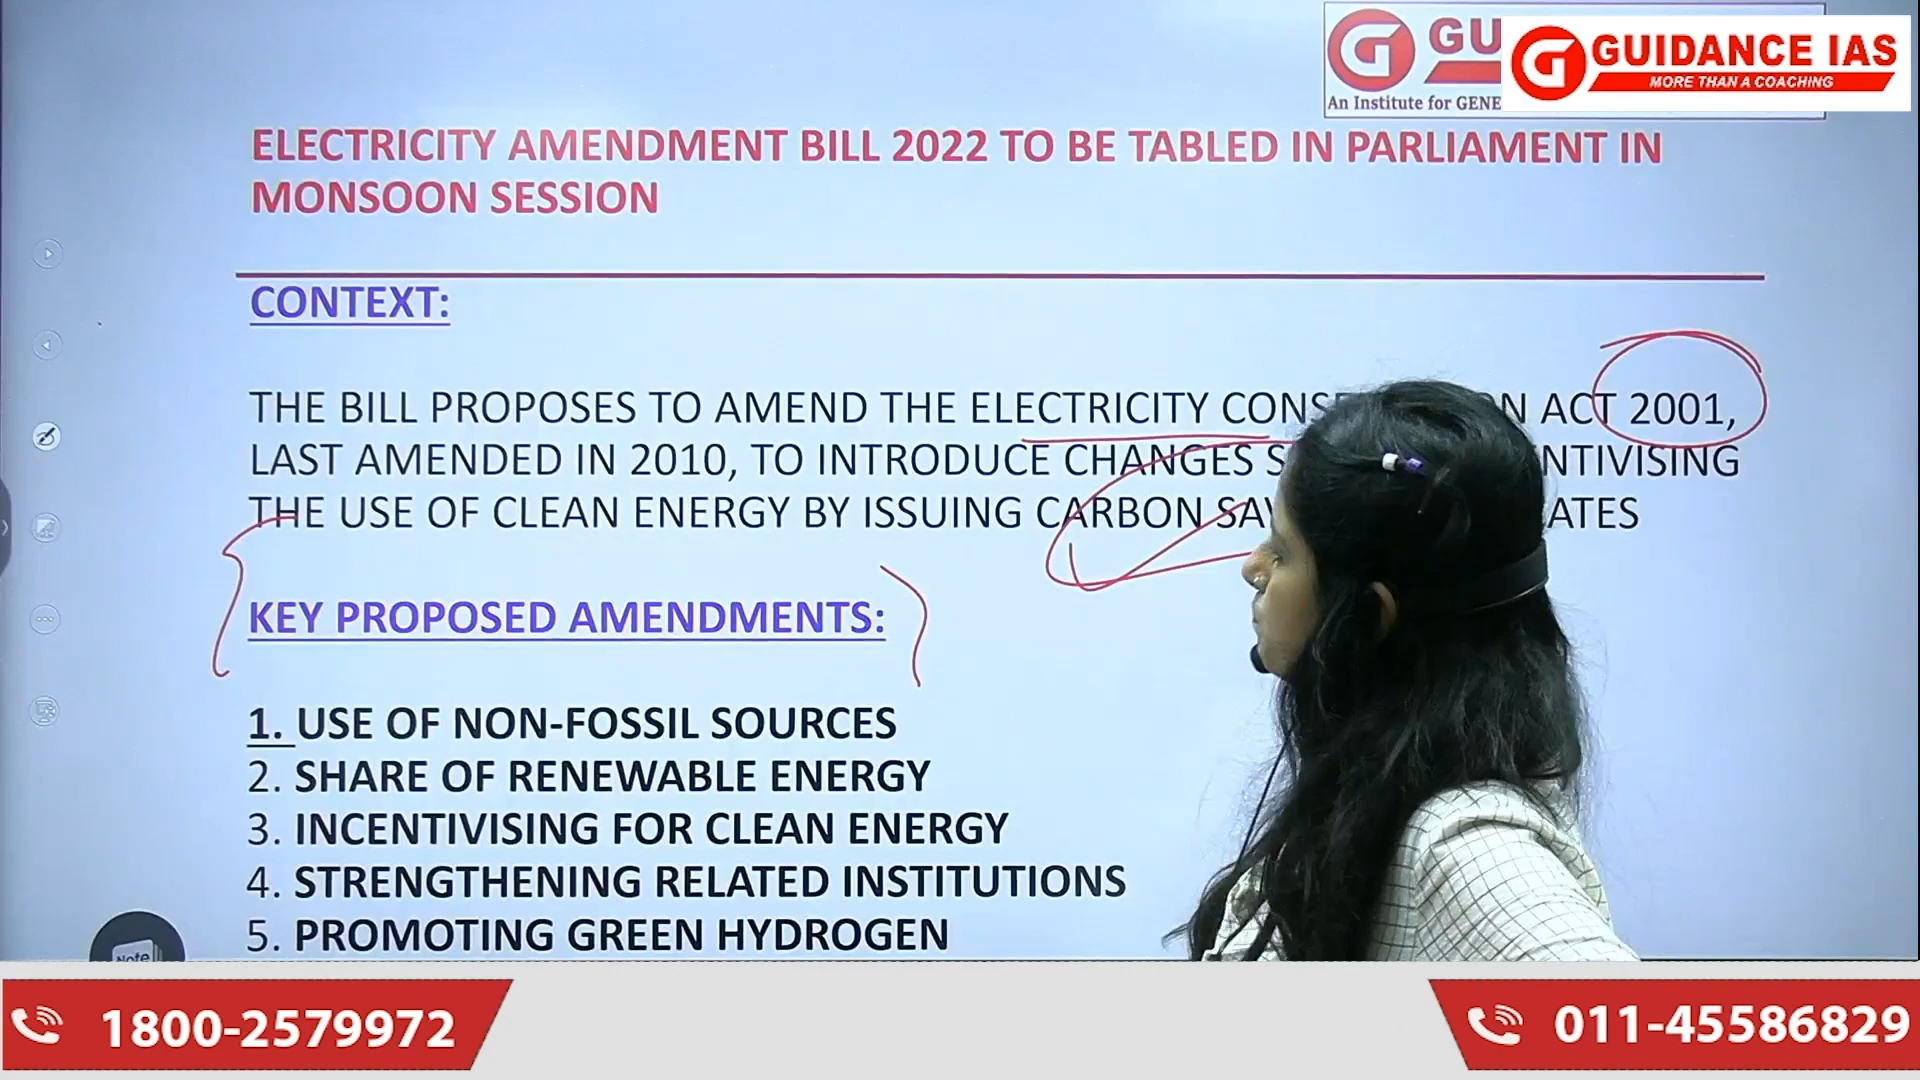 GU
An Institute for GENE
GUIDANCE IAS
MORE THAN A COACHING
ELECTRICITY AMENDMENT BILL 2022 TO BE TABLED IN PARLIAMENT IN
MONSOON SESSION
CONTEXT:
THE BILL PROPOSES TO AMEND THE ELECTRICITY ACT 2001,
LAST AMENDED IN 2010, TO INTRODUCE CHANGES
THE USE OF CLEAN ENERGY BY ISSUING CARBON
KEY PROPOSED AMENDMENTS:
1. USE OF NON-FOSSIL SOURCES
2. SHARE OF RENEWABLE ENERGY
3. INCENTIVISING FOR CLEAN ENERGY
4. STRENGTHENING RELATED INSTITUTIONS
5. PROMOTING GREEN HYDROGEN
Note
1800-2579972
011-45586829